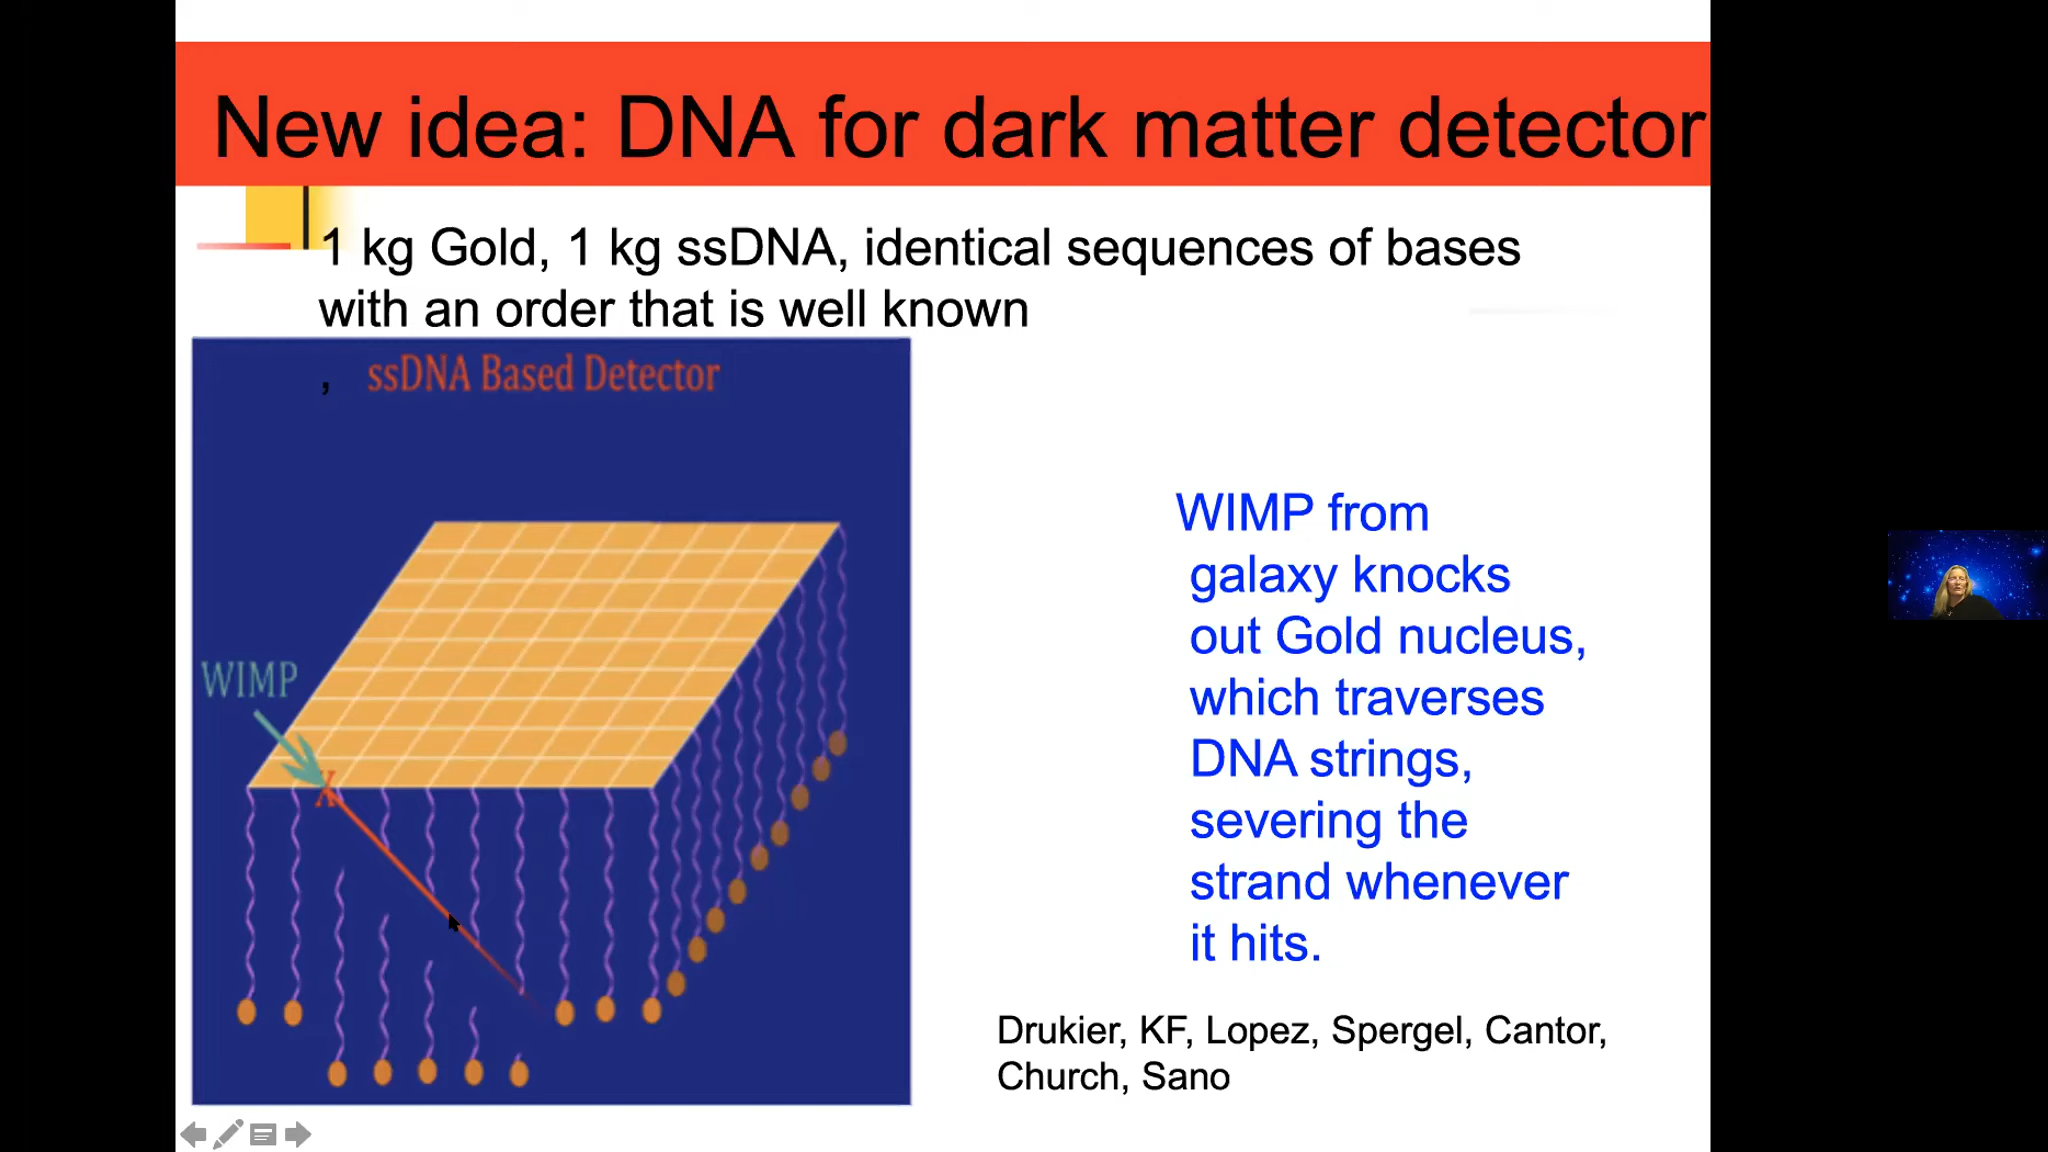 New idea: DNA for dark matter detector
1 kg Gold, 1 kg ssDNA, identical sequences of bases
with an order that is well known
,
ssDNA Based Detector
WIMP
X
WIMP from
galaxy knocks
out Gold nucleus,
which traverses
DNA strings,
severing the
strand whenever
it hits.
Drukier, KF, Lopez, Spergel, Cantor,
Church, Sano